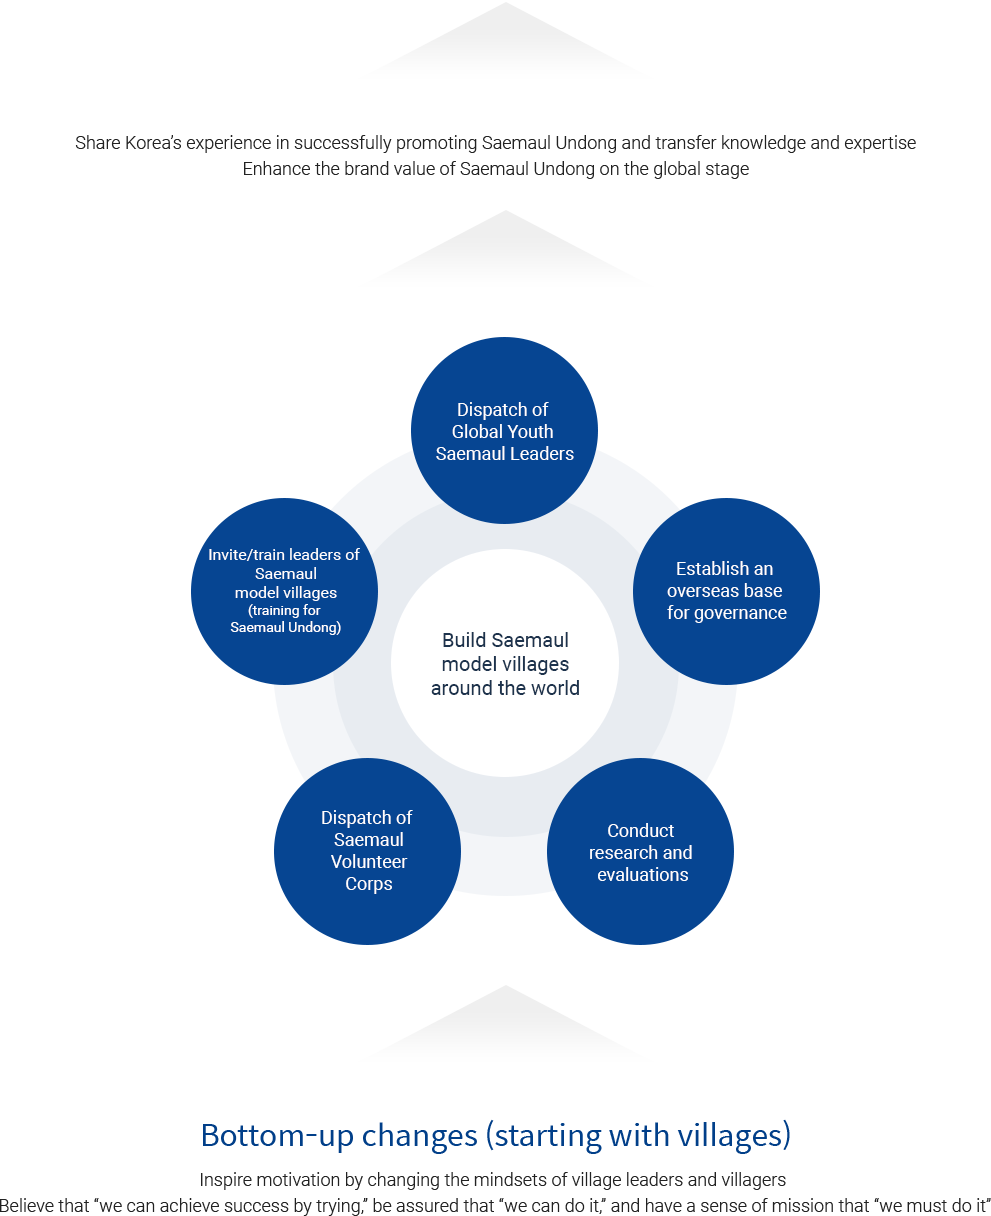 Share Korea’s experience in successfully promoting Saemaul Undong and transfer knowledge and expertise
Enhance the brand value of Saemaul Undong on the global stage
Dispatch of
Global Youth
Saemaul Leaders
Invite/train leaders of
Saemaul
model villages
(training for
Saemaul Undong)
Establish an
overseas base
for governance
Build Saemaul
model villages
around the world
Dispatch of
Saemaul
Volunteer
Corps
Conduct
research and
evaluations
Bottom-up changes (starting with villages)
Inspire motivation by changing the mindsets of village leaders and villagers
Believe that “we can achieve success by trying,” be assured that “we can do it,” and have a sense of mission that “we must do it”